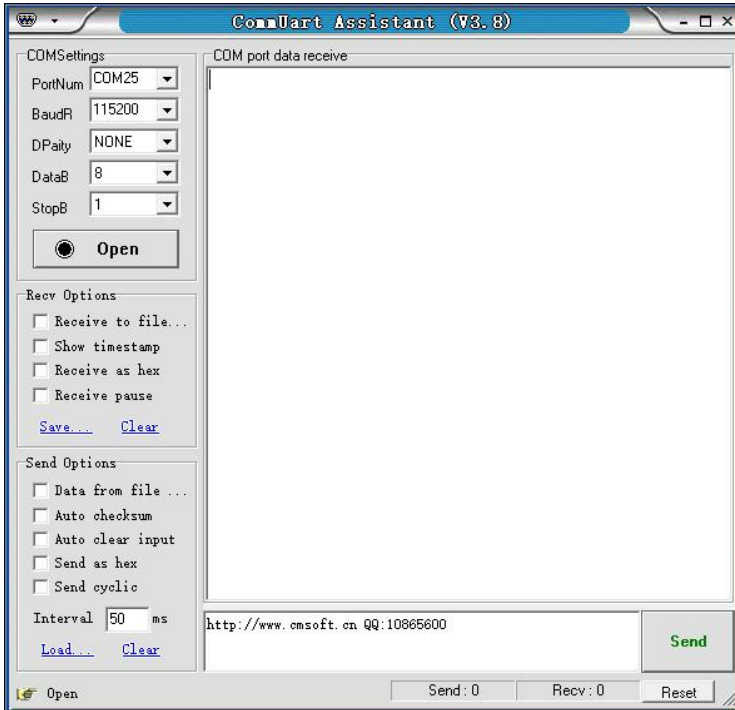 CommUart Assistant (V3.8)
COMSettings
PortNum COM25
BaudR 115200
DPaity NONE
DataB 8
StopB 1
Open
Recv Options
Receive to file...
Show timestamp
Receive as hex
Receive pause
Save... Clear
Send Options
Data from file ...
Auto checksum
Auto clear input
Send as hex
Send cyclic
Interval 50 ms
Load... Clear
COM port data receive
http://www.cmsoft.cn QQ:10865600
Send
Open
Send : 0
Recv : 0
Reset